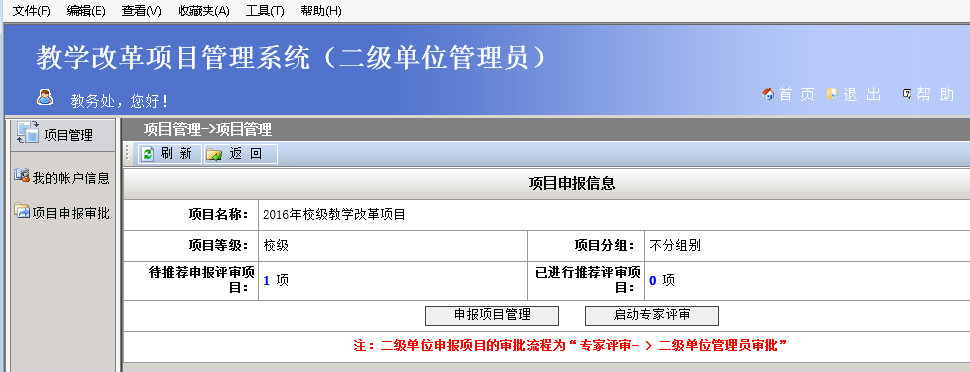 文件(F) 编辑(E) 查看(V) 收藏夹(A) 工具(T) 帮助(H)
教学改革项目管理系统（二级单位管理员）
教务处，您好！
首 页 退 出 帮 助
项目管理
项目管理->项目管理
刷 新 返 回
我的帐户信息
项目申报审批
项目申报信息
项目名称： 2016年校级教学改革项目
项目等级： 校级 项目分组： 不分组别
待推荐申报评审项
目： 1 项
已进行推荐评审项
目： 0 项
申报项目管理 启动专家评审
注：二级单位申报项目的审批流程为“专家评审-> 二级单位管理员审批”